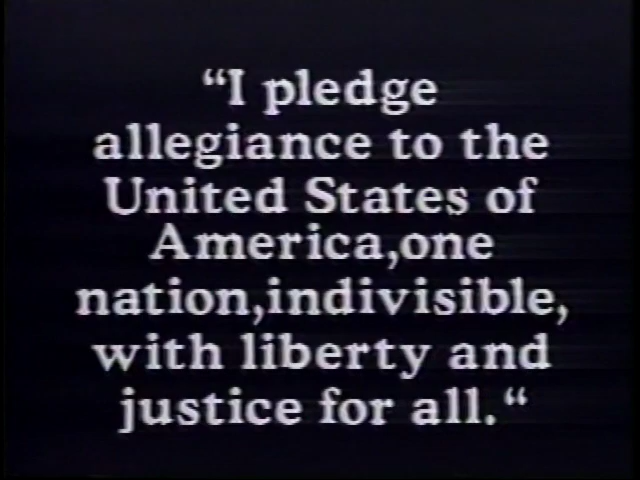 “I pledge
allegiance to the
United States of
America,one
nation,indivisible,
with liberty and
justice for all.“